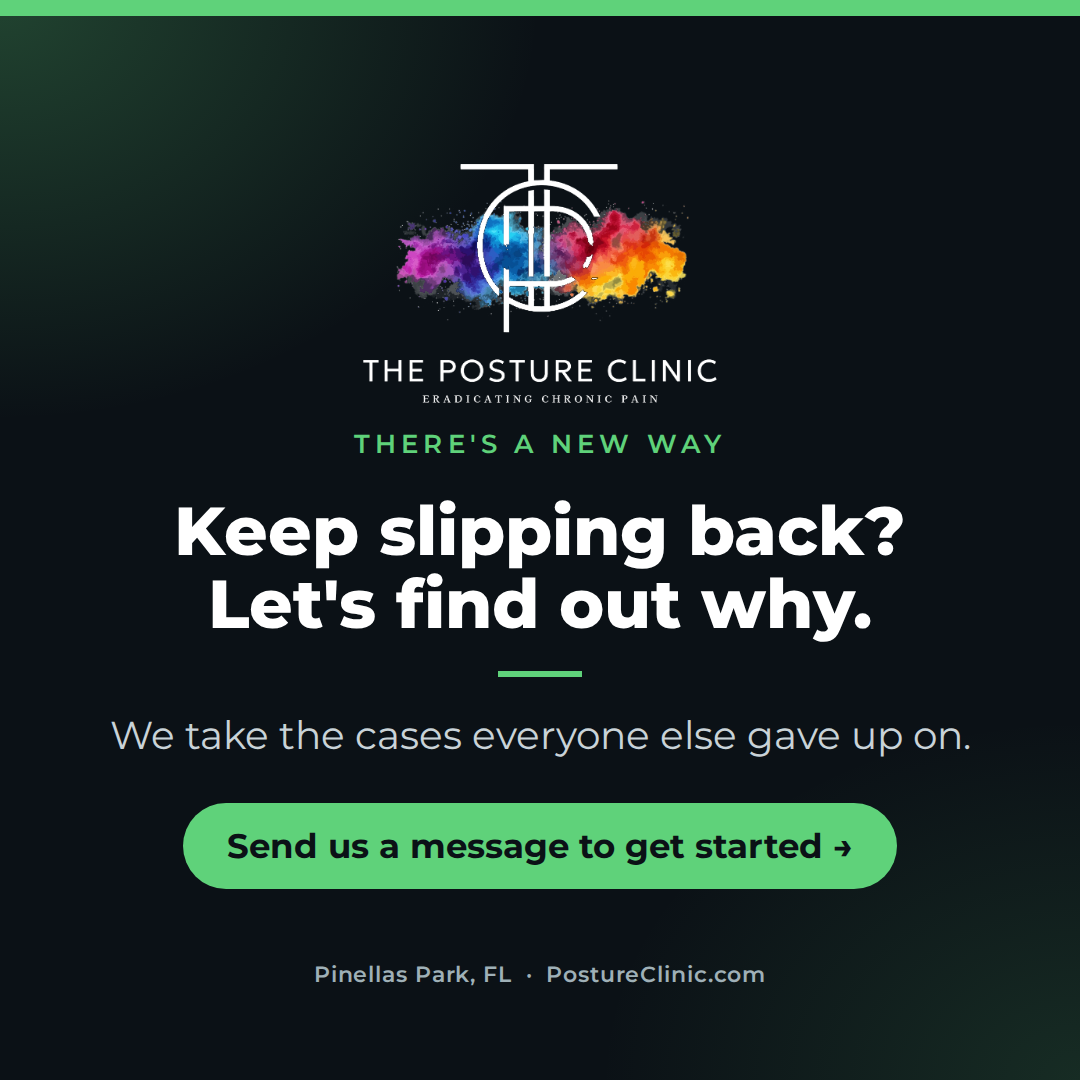 THE POSTURE CLINIC
ERADICATING CHRONIC PAIN
THERE'S A NEW WAY
Keep slipping back?
Let's find out why.
We take the cases everyone else gave up on.
Send us a message to get started →
Pinellas Park, FL · PostureClinic.com